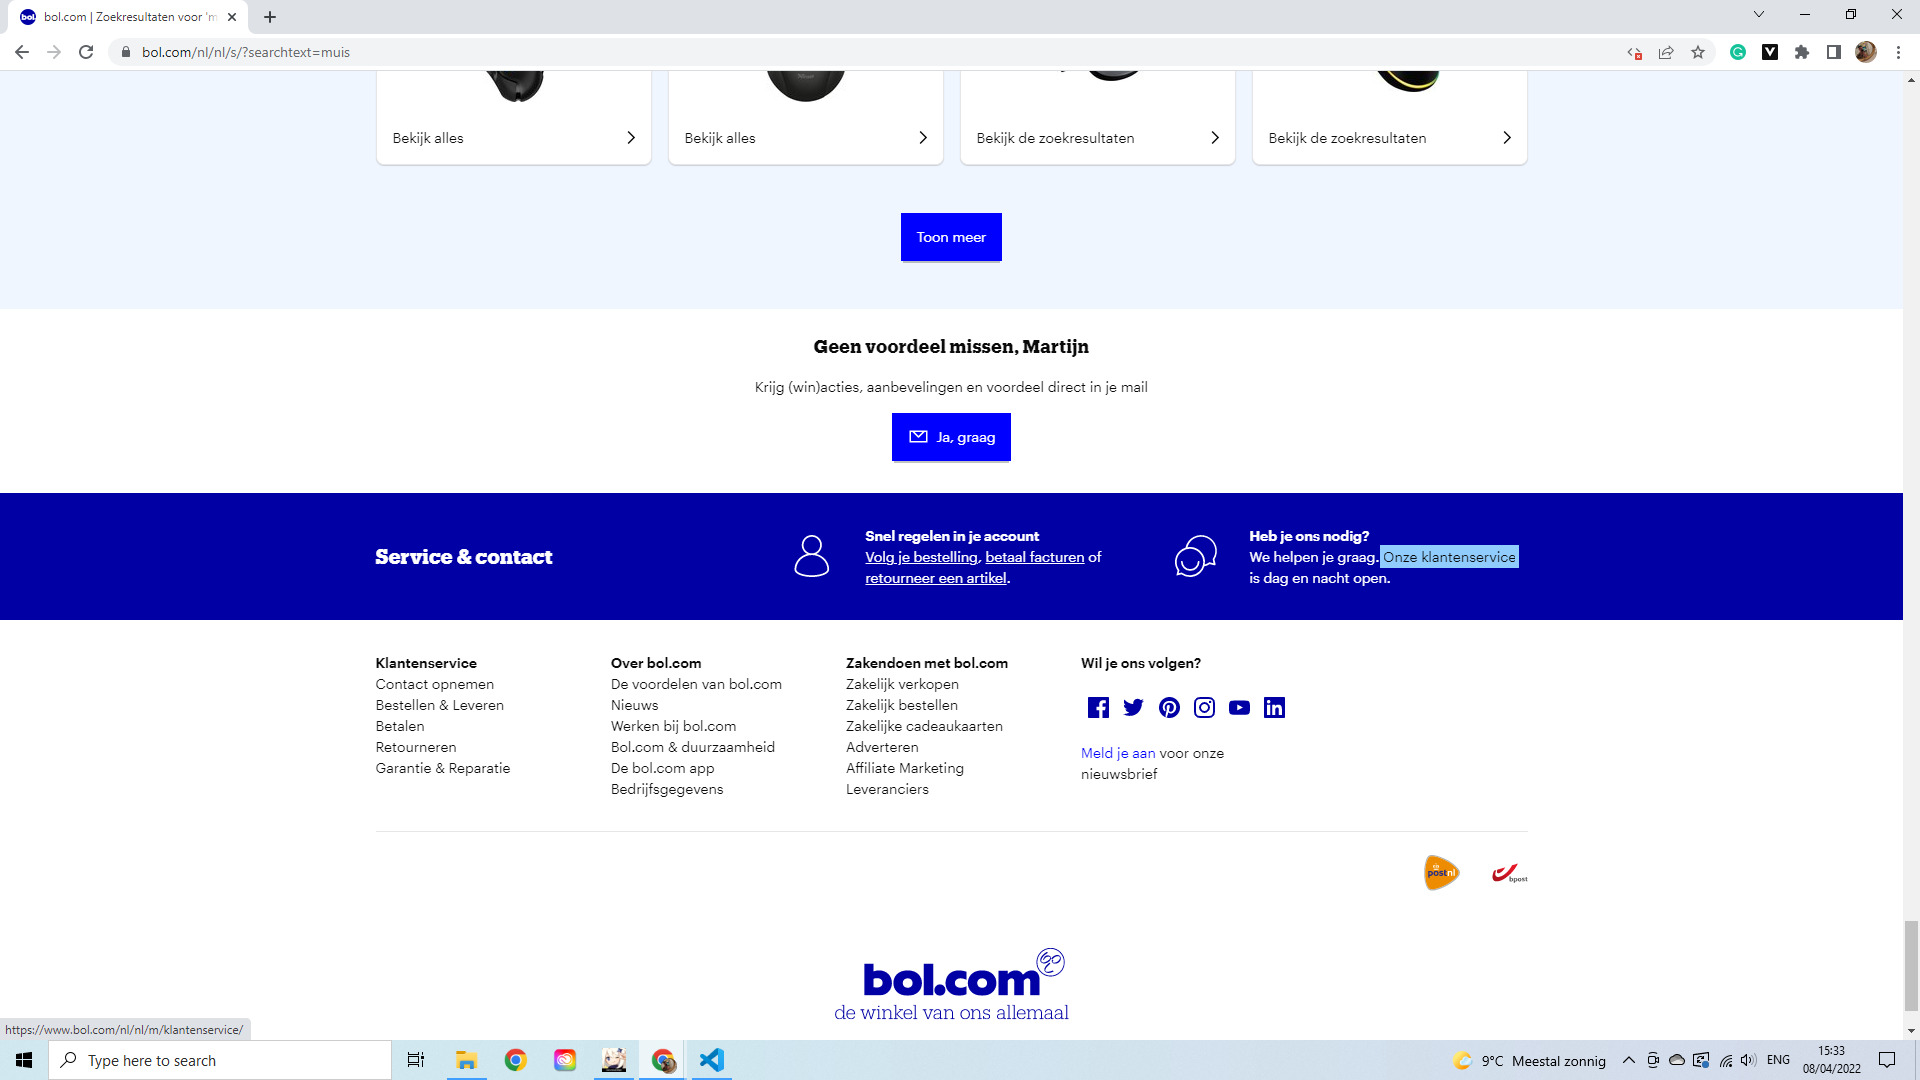 bol.com | Zoekresultaten voor 'm
bol.com/nl/nl/s/?searchtext=muis
Bekijk alles
Bekijk alles
Bekijk de zoekresultaten
Bekijk de zoekresultaten
Toon meer
Geen voordeel missen, Martijn
Krijg (win)acties, aanbevelingen en voordeel direct in je mail
Ja, graag
Service & contact
Snel regelen in je account
Volg je bestelling, betaal facturen of
retourneer een artikel.
Heb je ons nodig?
We helpen je graag. Onze klantenservice
is dag en nacht open.
Klantenservice
Contact opnemen
Bestellen & Leveren
Betalen
Retourneren
Garantie & Reparatie
Over bol.com
De voordelen van bol.com
Nieuws
Werken bij bol.com
Bol.com & duurzaamheid
De bol.com app
Bedrijfsgegevens
Zakendoen met bol.com
Zakelijk verkopen
Zakelijk bestellen
Zakelijke cadeaukaarten
Adverteren
Affiliate Marketing
Leveranciers
Wil je ons volgen?
Meld je aan voor onze
nieuwsbrief
postnl
bpost
bol.com
de winkel van ons allemaal
https://www.bol.com/nl/nl/m/klantenservice/
Type here to search
9°C Meestal zonnig
ENG
15:33
08/04/2022